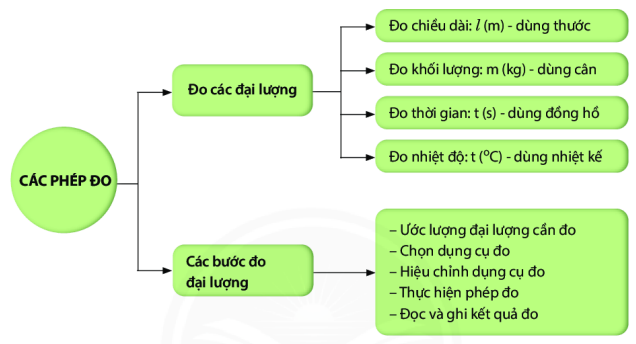 CÁC PHÉP ĐO
Đo các đại lượng
Đo chiều dài: l (m) - dùng thước
Đo khối lượng: m (kg) - dùng cân
Đo thời gian: t (s) - dùng đồng hồ
Đo nhiệt độ: t (°C) - dùng nhiệt kế
Các bước đo
đại lượng
– Ước lượng đại lượng cần đo
– Chọn dụng cụ đo
– Hiệu chỉnh dụng cụ đo
– Thực hiện phép đo
– Đọc và ghi kết quả đo